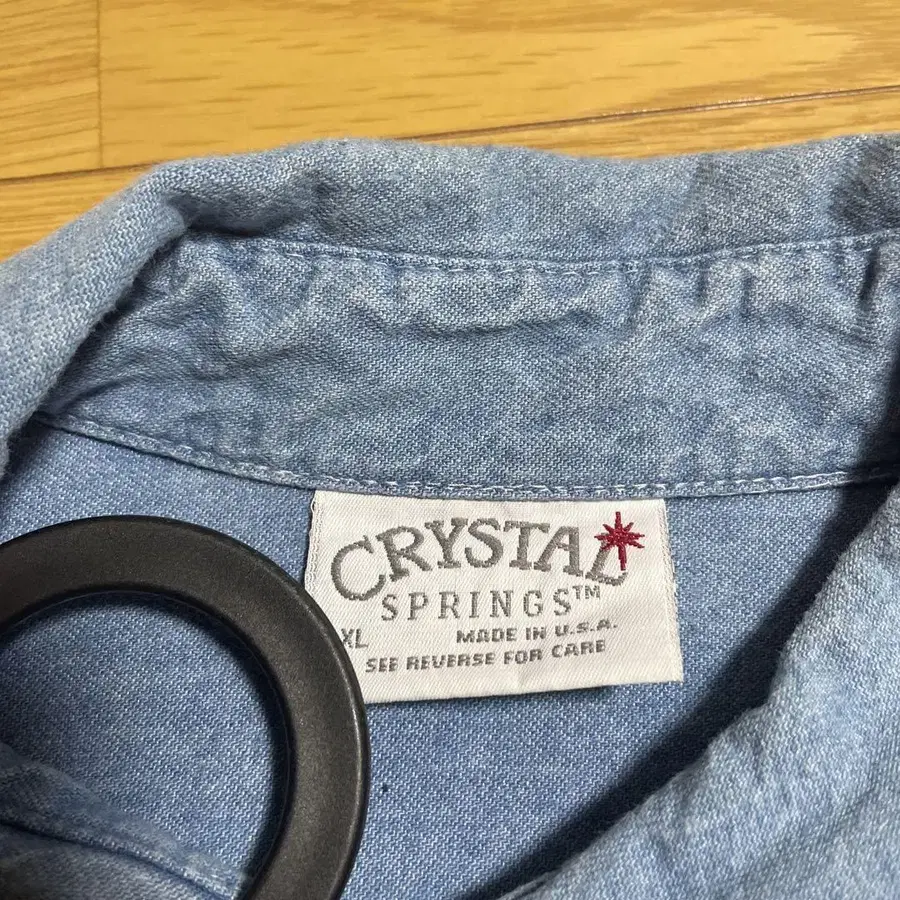 CRYSTAL
SPRINGS™
XL MADE IN U.S.A.
SEE REVERSE FOR CARE